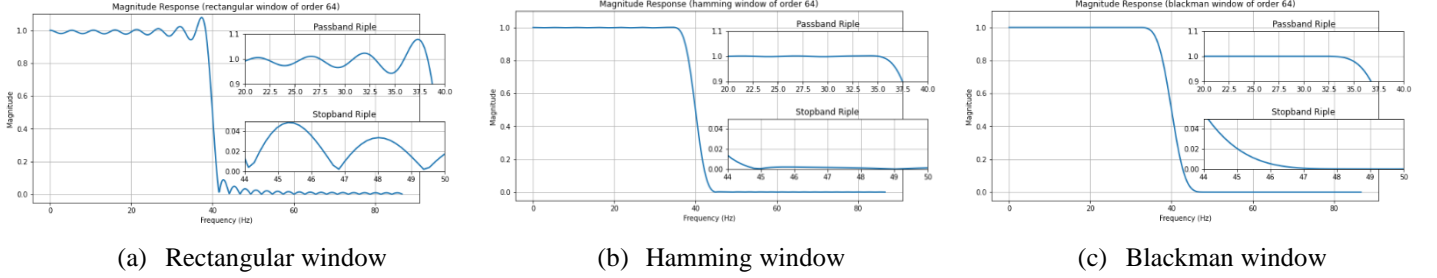 Magnitude Response (rectangular window of order 64)
Passband Riple
1.1
1.0
0.9
20.0 22.5 25.0 27.5 30.0 32.5 35.0 37.5 40.0
Stopband Riple
0.04
0.02
0.00
44 45 46 47 48 49 50
1.0
0.8
0.6
0.4
0.2
0.0
Magnitude
0 20 40 60 80
Frequency (Hz)
(a) Rectangular window
Magnitude Response (hamming window of order 64)
Passband Riple
1.1
1.0
0.9
20.0 22.5 25.0 27.5 30.0 32.5 35.0 37.5 40.0
Stopband Riple
0.04
0.02
0.00
44 45 46 47 48 49 50
1.0
0.8
0.6
0.4
0.2
0.0
Magnitude
0 20 40 60 80
Frequency (Hz)
(b) Hamming window
Magnitude Response (blackman window of order 64)
Passband Riple
1.1
1.0
0.9
20.0 22.5 25.0 27.5 30.0 32.5 35.0 37.5 40.0
Stopband Riple
0.04
0.02
0.00
44 45 46 47 48 49 50
1.0
0.8
0.6
0.4
0.2
0.0
Magnitude
0 20 40 60 80
Frequency (Hz)
(c) Blackman window